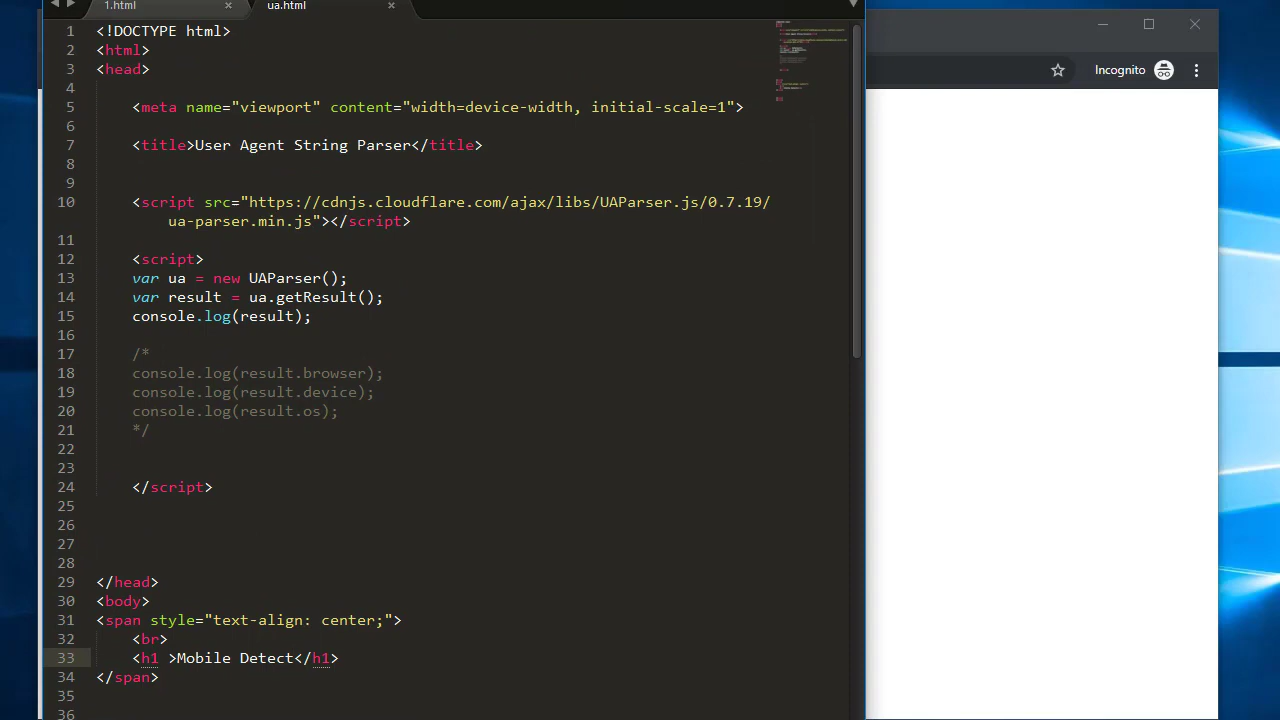 1.html
ua.html
1 <!DOCTYPE html>
2 <html>
3 <head>
4
5 <meta name="viewport" content="width=device-width, initial-scale=1">
6
7 <title>User Agent String Parser</title>
8
9
10 <script src="https://cdnjs.cloudflare.com/ajax/libs/UAParser.js/0.7.19/
ua-parser.min.js"></script>
11
12 <script>
13 var ua = new UAParser();
14 var result = ua.getResult();
15 console.log(result);
16
17 /*
18 console.log(result.browser);
19 console.log(result.device);
20 console.log(result.os);
21 */
22
23
24 </script>
25
26
27
28
29 </head>
30 <body>
31 <span style="text-align: center;">
32 <br>
33 <h1 >Mobile Detect</h1>
34 </span>
35
36
Incognito